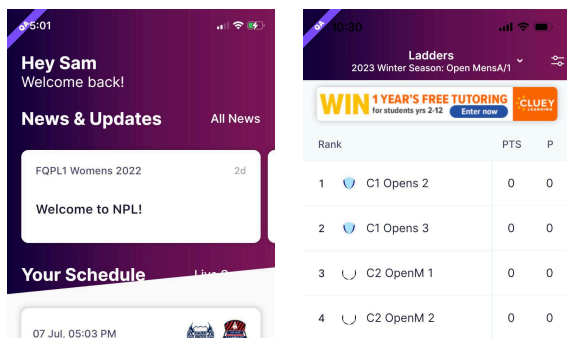 QA
5:01
Hey Sam
Welcome back!
News & Updates
All News
FQPL1 Womens 2022
2d
Welcome to NPL!
Your Schedule
07 Jul, 05:03 PM
QA
10:30
Ladders
2023 Winter Season: Open MensA/1
WIN 1 YEAR'S FREE TUTORING
for students yrs 2-12
Enter now
CLUEY
LEARNING
Rank PTS P
1 C1 Opens 2 0 0
2 C1 Opens 3 0 0
3 C2 OpenM 1 0 0
4 C2 OpenM 2 0 0